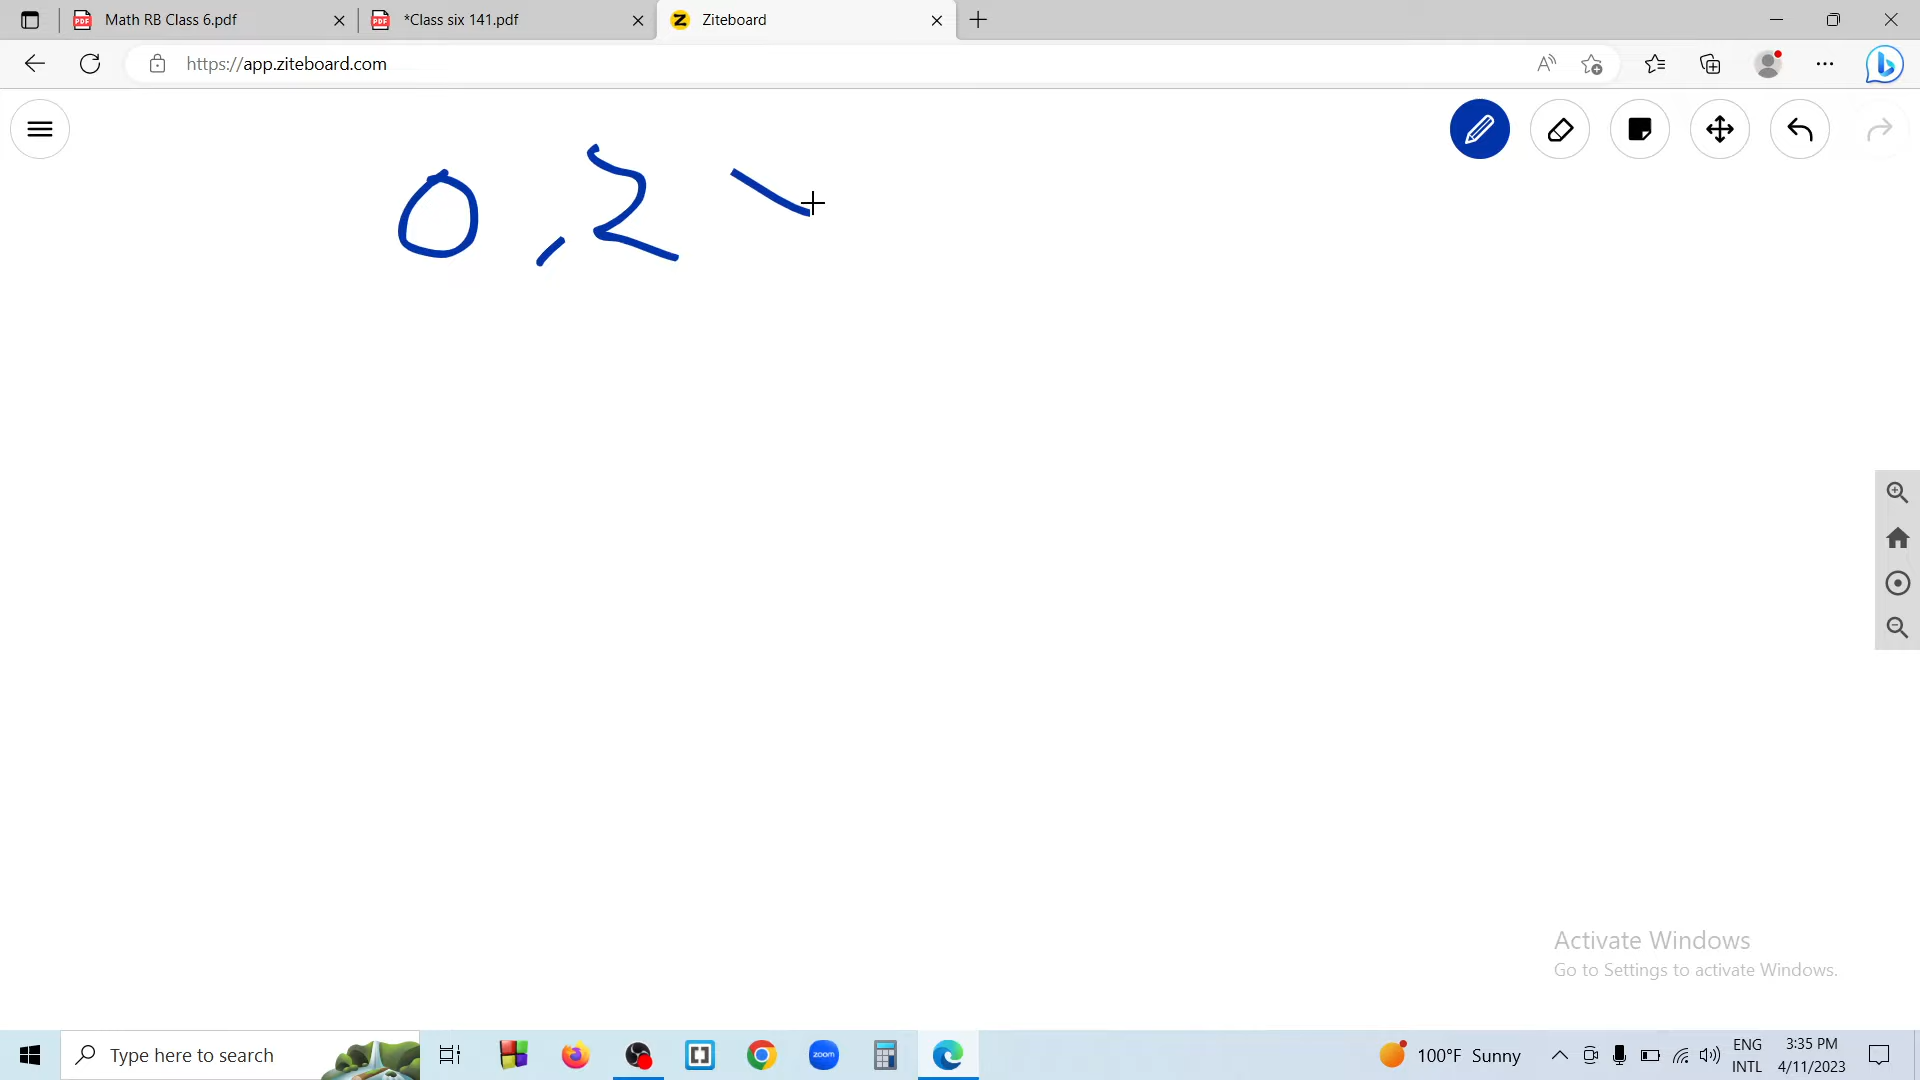 Math RB Class 6.pdf
*Class six 141.pdf
Ziteboard
https://app.ziteboard.com
0,2
Activate Windows
Go to Settings to activate Windows.
Type here to search
zoom
100°F Sunny
ENG
INTL
3:35 PM
4/11/2023